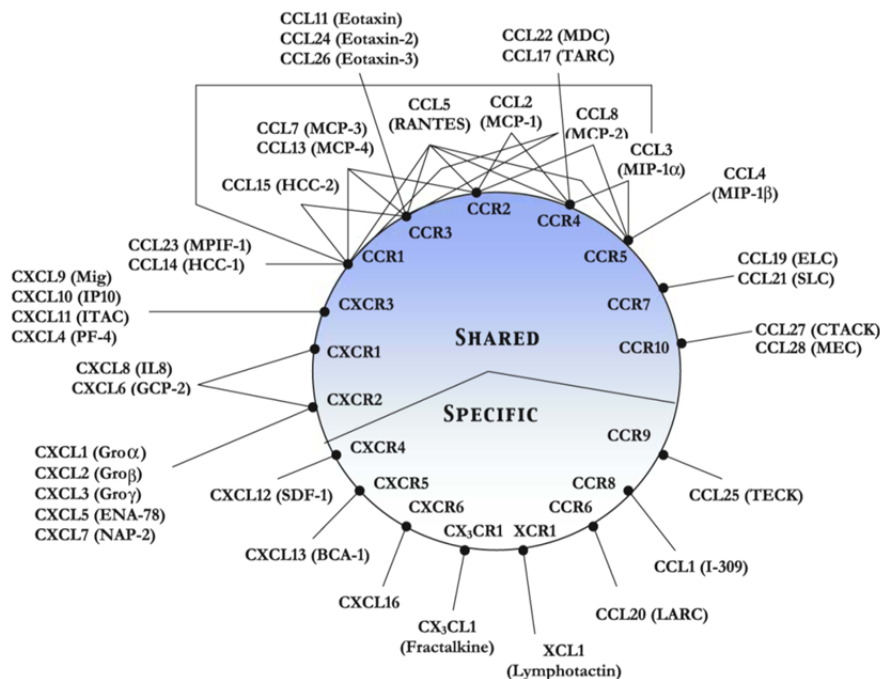 CCL11 (Eotaxin)
CCL24 (Eotaxin-2)
CCL26 (Eotaxin-3)
CCL22 (MDC)
CCL17 (TARC)
CCL5
(RANTES)
CCL2
(MCP-1)
CCL8
(MCP-2)
CCL7 (MCP-3)
CCL13 (MCP-4)
CCL3
(MIP-1α)
CCL4
(MIP-1β)
CCL15 (HCC-2)
CCL23 (MPIF-1)
CCL14 (HCC-1)
CCR1
CCR3
CCR2
CCR4
CCR5
CCL19 (ELC)
CCL21 (SLC)
CCR7
CXCL9 (Mig)
CXCL10 (IP10)
CXCL11 (ITAC)
CXCL4 (PF-4)
CXCR3
CCL27 (CTACK)
CCL28 (MEC)
CCR10
SHARED
CXCR1
CXCL8 (IL8)
CXCL6 (GCP-2)
CXCR2
SPECIFIC
CXCL1 (Groα)
CXCL2 (Groβ)
CXCL3 (Groγ)
CXCL5 (ENA-78)
CXCL7 (NAP-2)
CXCR4
CCR9
CXCL12 (SDF-1)
CXCR5
CCR8
CCL25 (TECK)
CXCR6
CCR6
CX₃CR1
XCR1
CXCL13 (BCA-1)
CCL1 (I-309)
CXCL16
CCL20 (LARC)
CX₃CL1
(Fractalkine)
XCL1
(Lymphotactin)